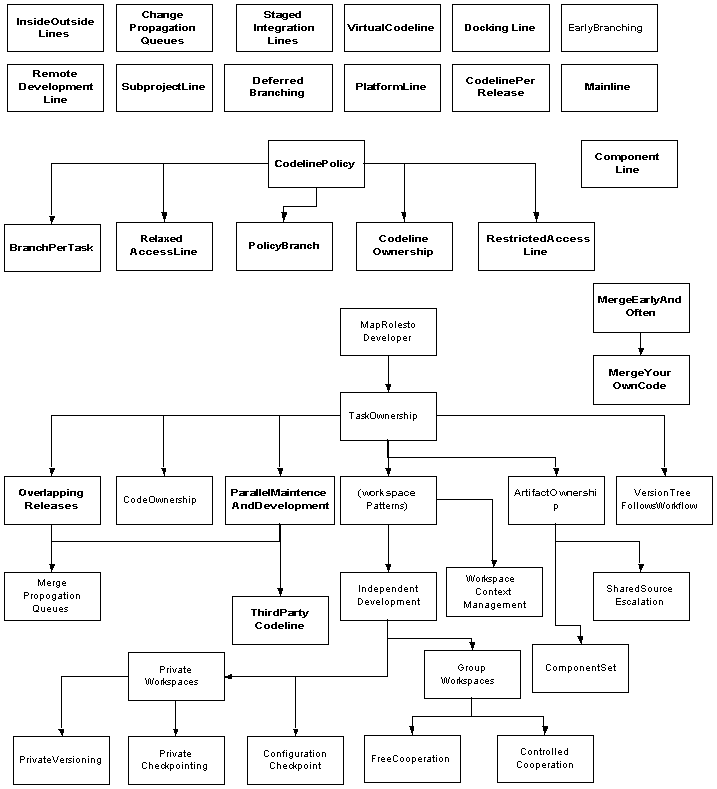 InsideOutside
Lines
Change
Propagation
Queues
Staged
Integration
Lines
VirtualCodeline
Docking Line
EarlyBranching
Remote
Development
Line
SubprojectLine
Deferred
Branching
PlatformLine
CodelinePer
Release
Mainline
CodelinePolicy
Component
Line
BranchPerTask
Relaxed
AccessLine
PolicyBranch
Codeline
Ownership
RestrictedAccess
Line
MergeEarlyAnd
Often
MapRolesto
Developer
MergeYour
OwnCode
TaskOwnership
Overlapping
Releases
CodeOwnership
ParallelMaintence
AndDevelopment
(workspace
Patterns)
ArtifactOwnershi
p
VersionTree
FollowsWorkflow
Merge
Propogation
Queues
ThirdParty
Codeline
Independent
Development
Workspace
Context
Management
SharedSource
Escalation
Private
Workspaces
Group
Workspaces
ComponentSet
PrivateVersioning
Private
Checkpointing
Configuration
Checkpoint
FreeCooperation
Controlled
Cooperation